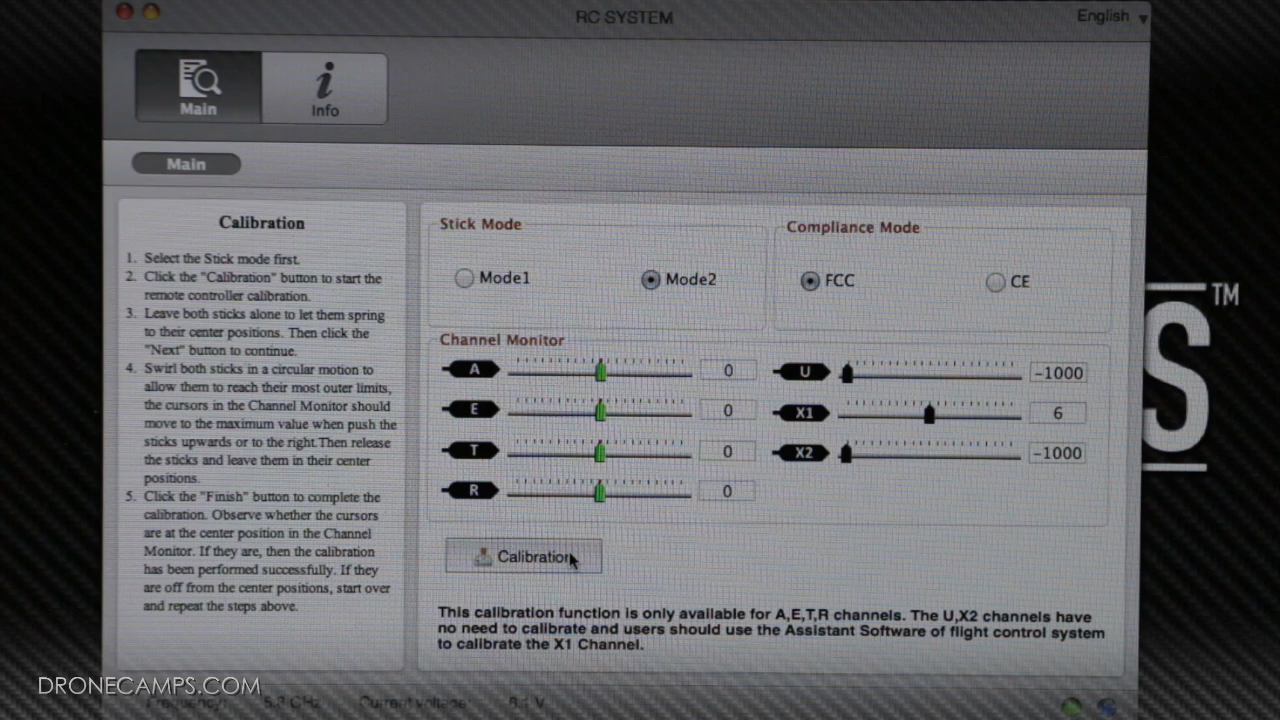 RC SYSTEM
English
Main
Info
Main
Calibration
1. Select the Stick mode first.
2. Click the "Calibration" button to start the
remote controller calibration.
3. Leave both sticks alone to let them spring
to their center positions. Then click the
"Next" button to continue.
4. Swirl both sticks in a circular motion to
allow them to reach their most outer limits,
the cursors in the Channel Monitor should
move to the maximum value when push the
sticks upwards or to the right.Then release
the sticks and leave them in their center
positions.
5. Click the "Finish" button to complete the
calibration. Observe whether the cursors
are at the center position in the Channel
Monitor. If they are, then the calibration
has been performed successfully. If they
are off from the center positions, start over
and repeat the steps above.
Stick Mode
Mode1 Mode2
Compliance Mode
FCC CE
Channel Monitor
A 0 U -1000
E 0 X1 6
T 0 X2 -1000
R 0
Calibration
This calibration function is only available for A,E,T,R channels. The U,X2 channels have
no need to calibrate and users should use the Assistant Software of flight control system
to calibrate the X1 Channel.
S™
DRONECAMPS.COM
Frequency: 5.8 GHz Current voltage: 8.1 V